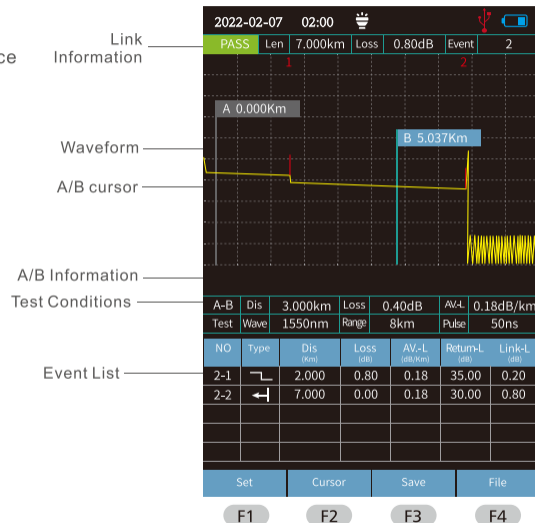 2022-02-07 02:00
Link
Information
ce
PASS Len 7.000km Loss 0.80dB Event 2
1 2
A 0.000Km
B 5.037Km
Waveform
A/B cursor
A/B Information
Test Conditions
A-B Dis 3.000km Loss 0.40dB AV.-L 0.18dB/km
Test Wave 1550nm Range 8km Pulse 50ns
NO Type Dis Loss AV.-L Return-L Link-L
(Km) (dB) (dB/Km) (dB) (dB)
Event List
2-1 2.000 0.80 0.18 35.00 0.20
2-2 7.000 0.00 0.18 30.00 0.80
Set Cursor Save File
F1 F2 F3 F4